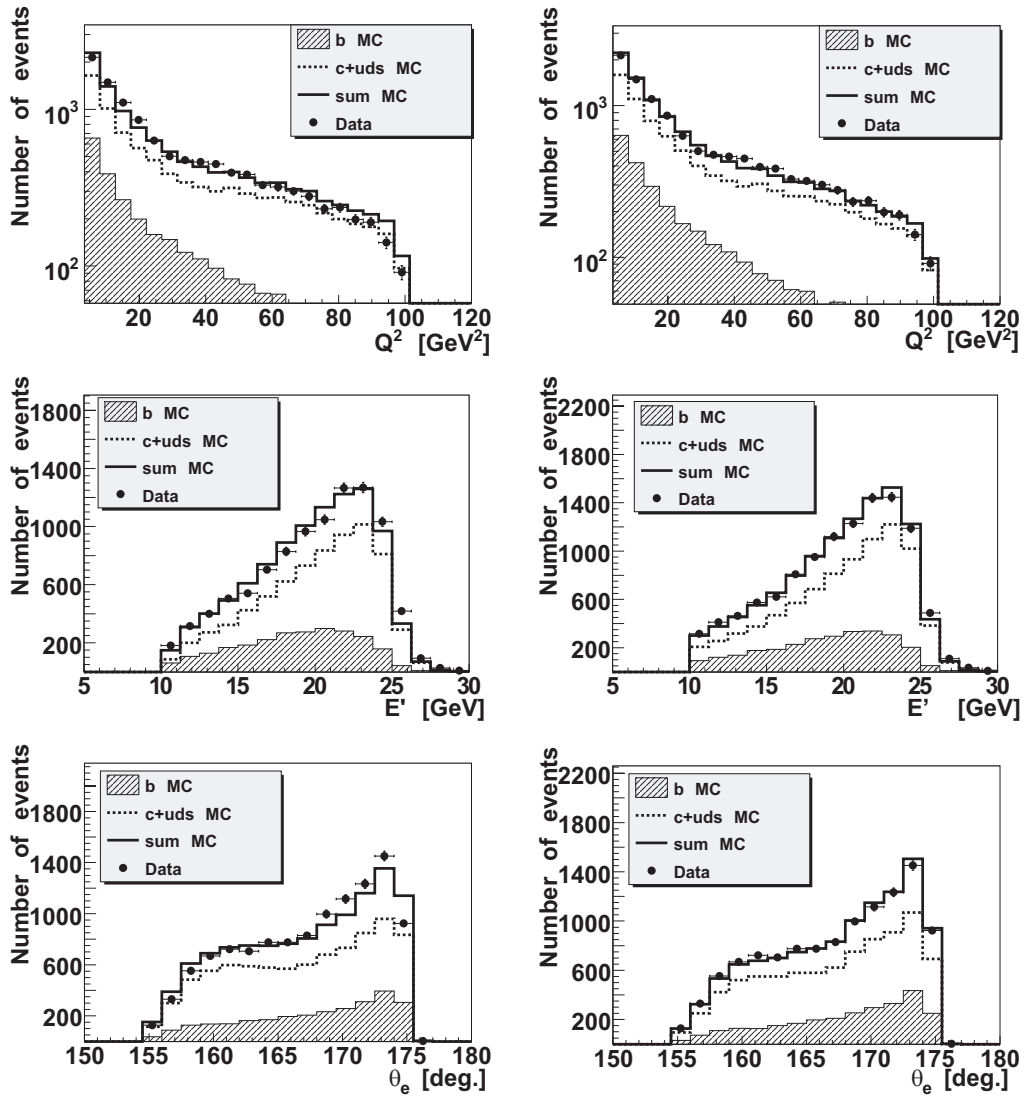 Number of events
b MC
c+uds MC
sum MC
Data
10³
10²
20 40 60 80 100 120
Q² [GeV²]
Number of events
b MC
c+uds MC
sum MC
Data
10³
10²
20 40 60 80 100 120
Q² [GeV²]
Number of events
b MC
c+uds MC
sum MC
Data
1800
1400
1000
600
200
5 10 15 20 25 30
E' [GeV]
Number of events
b MC
c+uds MC
sum MC
Data
2200
1800
1400
1000
600
200
5 10 15 20 25 30
E’ [GeV]
Number of events
b MC
c+uds MC
sum MC
Data
1800
1400
1000
600
200
150 155 160 165 170 175 180
θe [deg.]
Number of events
b MC
c+uds MC
sum MC
Data
2200
1800
1400
1000
600
200
150 155 160 165 170 175 180
θe [deg.]